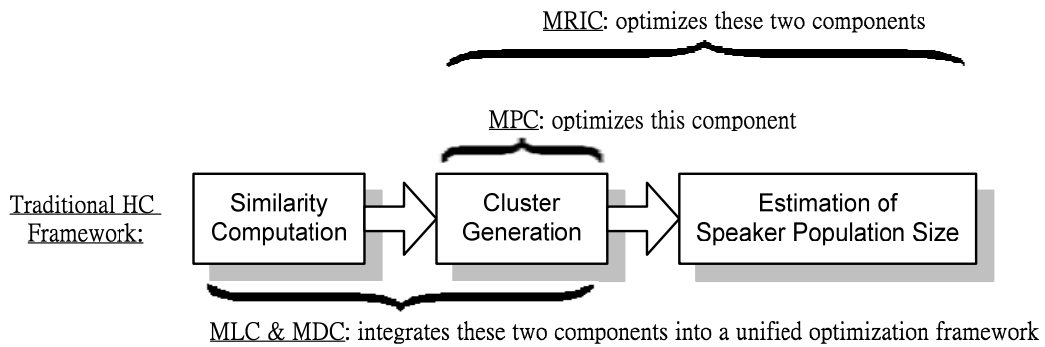 MRIC: optimizes these two components
MPC: optimizes this component
Traditional HC
Framework:
Similarity
Computation
Cluster
Generation
Estimation of
Speaker Population Size
MLC & MDC: integrates these two components into a unified optimization framework